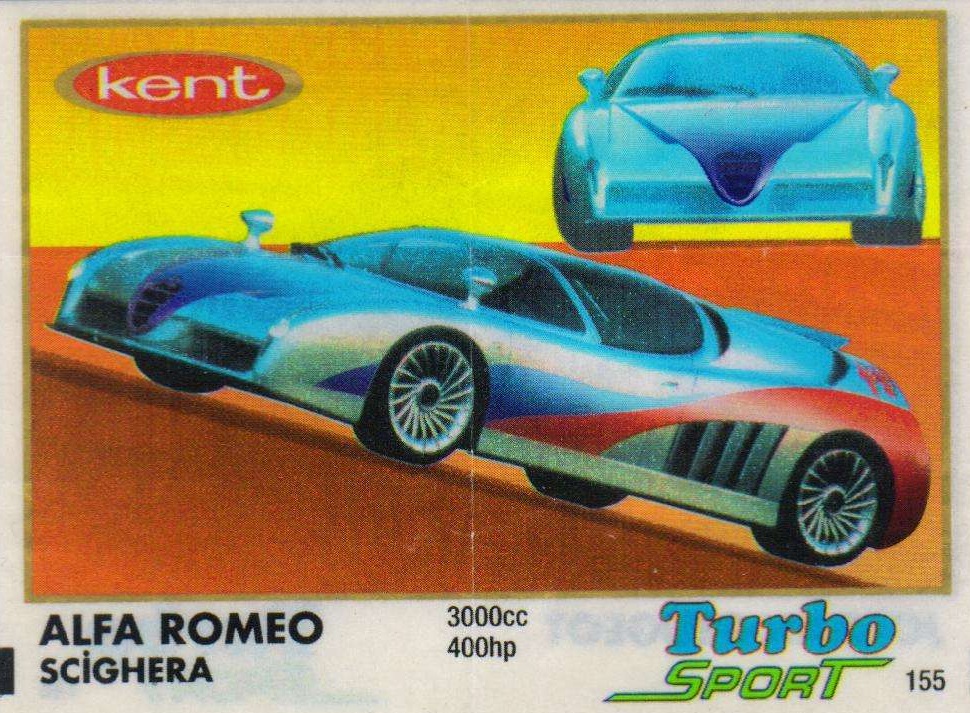 kent
ALFA ROMEO
SCİGHERA
3000cc
400hp
Turbo
SPORT
155